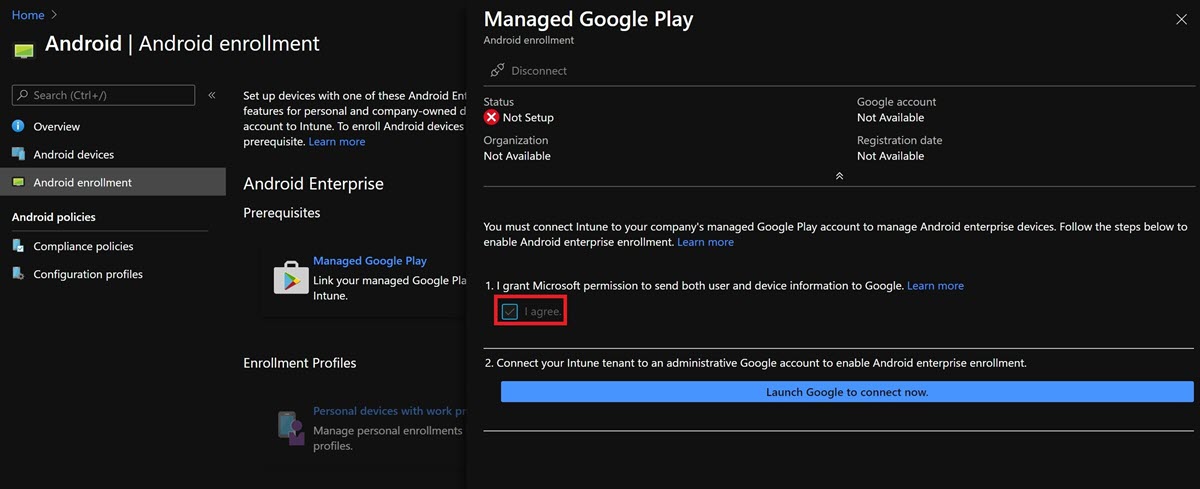 Home >
Android | Android enrollment
Search (Ctrl+/)
«
Overview
Android devices
Android enrollment
Android policies
Compliance policies
Configuration profiles
Set up devices with one of these Android Ent
features for personal and company-owned d
account to Intune. To enroll Android devices
prerequisite. Learn more
Android Enterprise
Prerequisites
Managed Google Play
Link your managed Google Pla
Intune.
Enrollment Profiles
Personal devices with work pr
Manage personal enrollments
profiles.
Managed Google Play
Android enrollment
Disconnect
Status
Not Setup
Organization
Not Available
Google account
Not Available
Registration date
Not Available
You must connect Intune to your company's managed Google Play account to manage Android enterprise devices. Follow the steps below to
enable Android enterprise enrollment. Learn more
1. I grant Microsoft permission to send both user and device information to Google. Learn more
I agree.
2. Connect your Intune tenant to an administrative Google account to enable Android enterprise enrollment.
Launch Google to connect now.